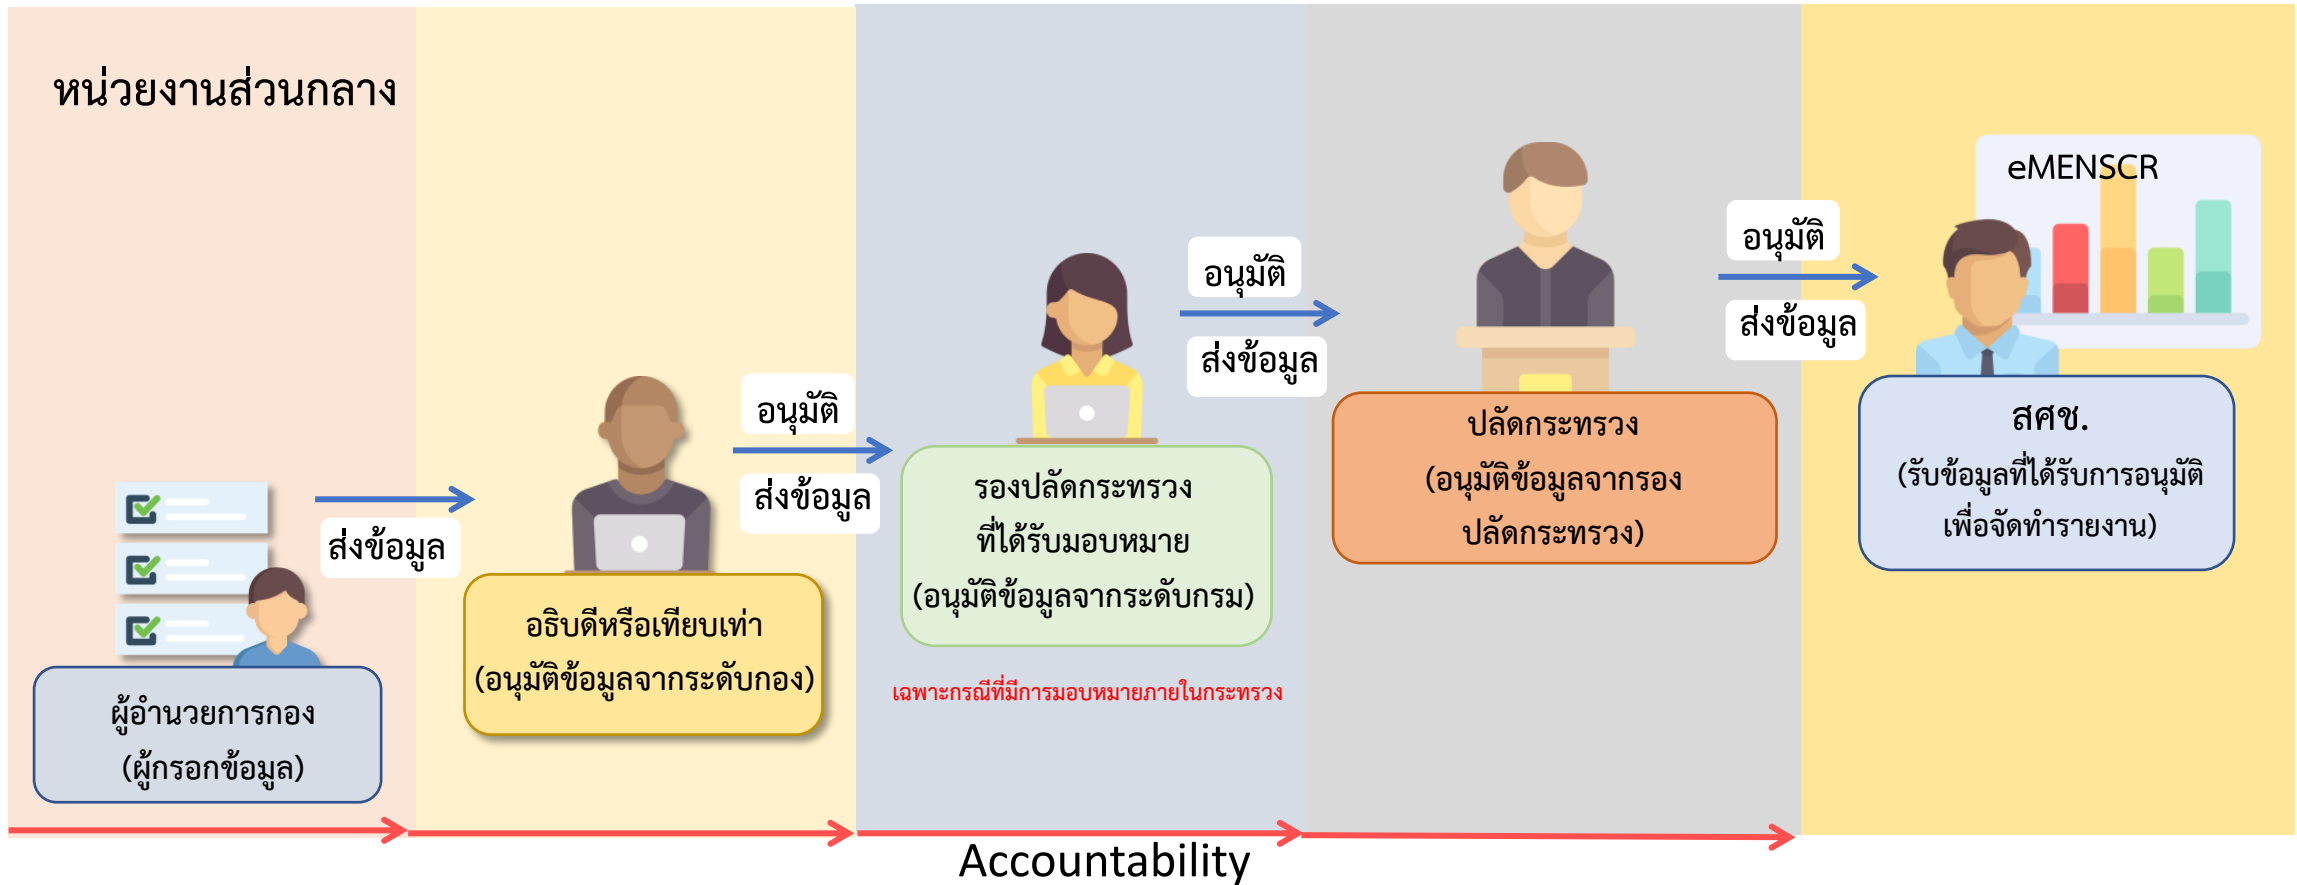 หน่วยงานส่วนกลาง
ส่งข้อมูล
ผู้อำนวยการกอง
(ผู้กรอกข้อมูล)
อนุมัติ
ส่งข้อมูล
อธิบดีหรือเทียบเท่า
(อนุมัติข้อมูลจากระดับกอง)
อนุมัติ
ส่งข้อมูล
รองปลัดกระทรวง
ที่ได้รับมอบหมาย
(อนุมัติข้อมูลจากระดับกรม)
เฉพาะกรณีที่มีการมอบหมายภายในกระทรวง
อนุมัติ
ส่งข้อมูล
ปลัดกระทรวง
(อนุมัติข้อมูลจากรอง
ปลัดกระทรวง)
eMENSCR
สศช.
(รับข้อมูลที่ได้รับการอนุมัติ
เพื่อจัดทำรายงาน)
Accountability